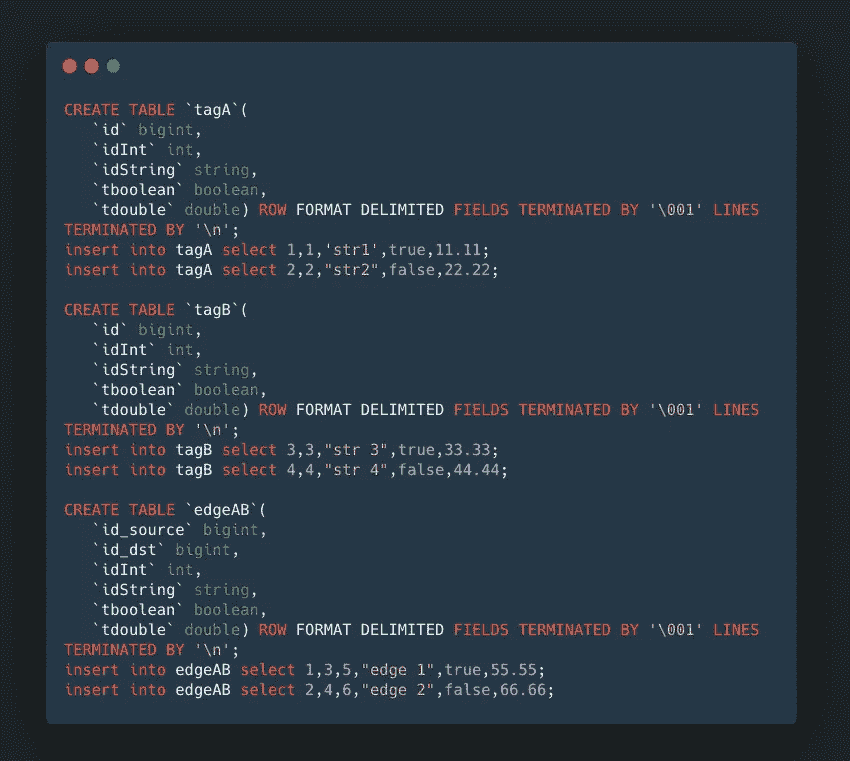 CREATE TABLE `tagA`(
   `id` bigint,
   `idInt` int,
   `idString` string,
   `tboolean` boolean,
   `tdouble` double) ROW FORMAT DELIMITED FIELDS TERMINATED BY '\001' LINES
TERMINATED BY '\n';
insert into tagA select 1,1,'str1',true,11.11;
insert into tagA select 2,2,"str2",false,22.22;

CREATE TABLE `tagB`(
   `id` bigint,
   `idInt` int,
   `idString` string,
   `tboolean` boolean,
   `tdouble` double) ROW FORMAT DELIMITED FIELDS TERMINATED BY '\001' LINES
TERMINATED BY '\n';
insert into tagB select 3,3,"str 3",true,33.33;
insert into tagB select 4,4,"str 4",false,44.44;

CREATE TABLE `edgeAB`(
   `id_source` bigint,
   `id_dst` bigint,
   `idInt` int,
   `idString` string,
   `tboolean` boolean,
   `tdouble` double) ROW FORMAT DELIMITED FIELDS TERMINATED BY '\001' LINES
TERMINATED BY '\n';
insert into edgeAB select 1,3,5,"edge 1",true,55.55;
insert into edgeAB select 2,4,6,"edge 2",false,66.66;